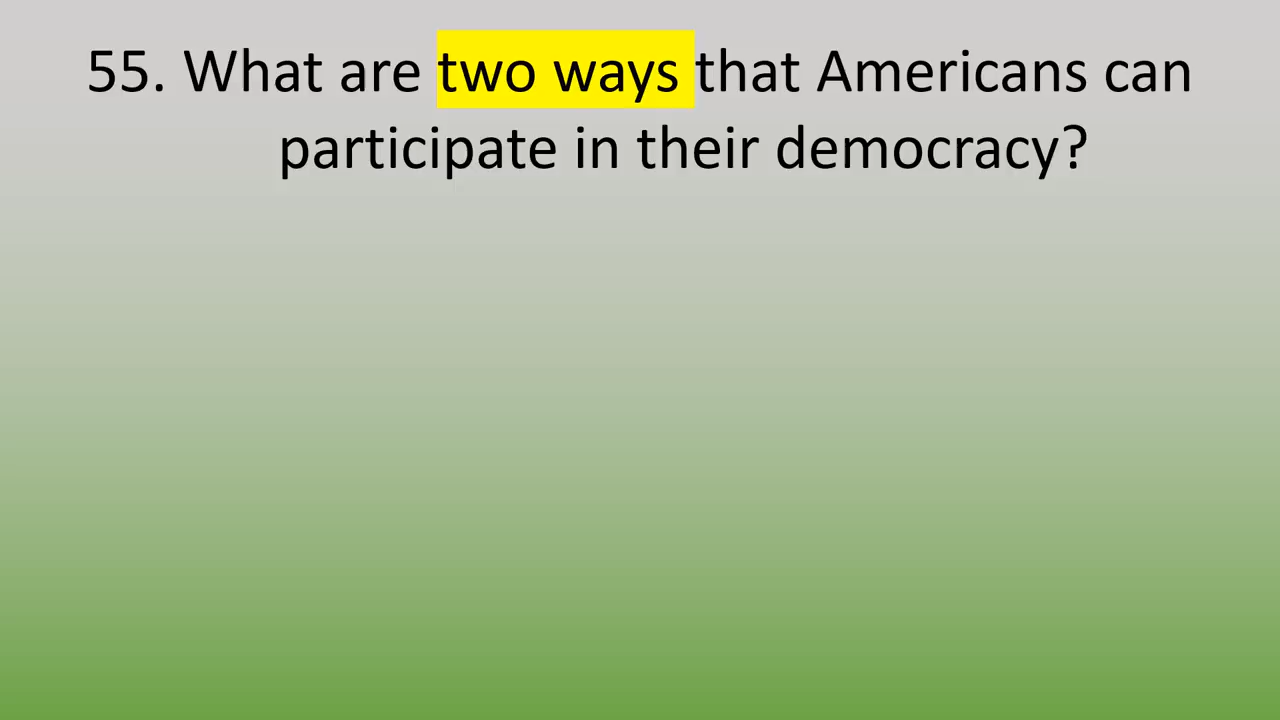 55. What are two ways that Americans can
participate in their democracy?